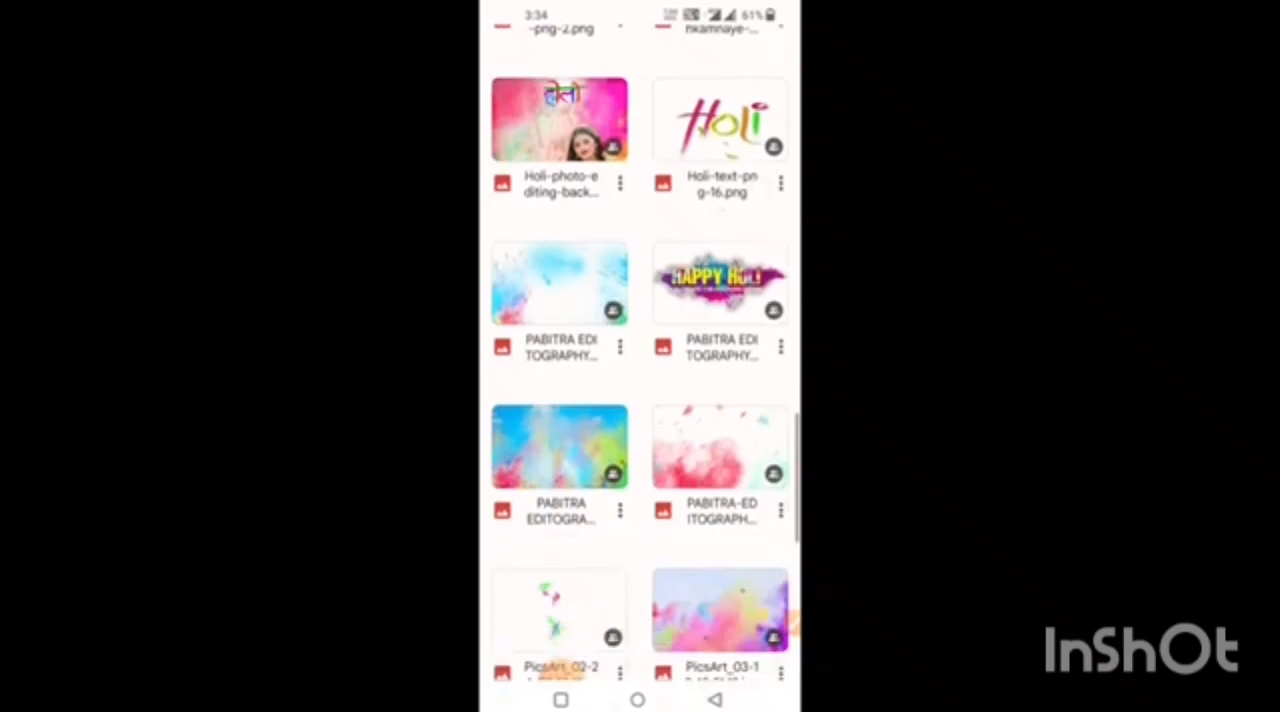 3:34
61%
-png-2.png
nkamnaye-...
होली
Holi
Holi-photo-e
diting-back...
Holi-text-pn
g-16.png
HAPPY HOLI
PABITRA EDI
TOGRAPHY...
PABITRA EDI
TOGRAPHY...
PABITRA
EDITOGRA...
PABITRA-ED
ITOGRAPH...
PicsArt_02-2
PicsArt_03-1
InShOt